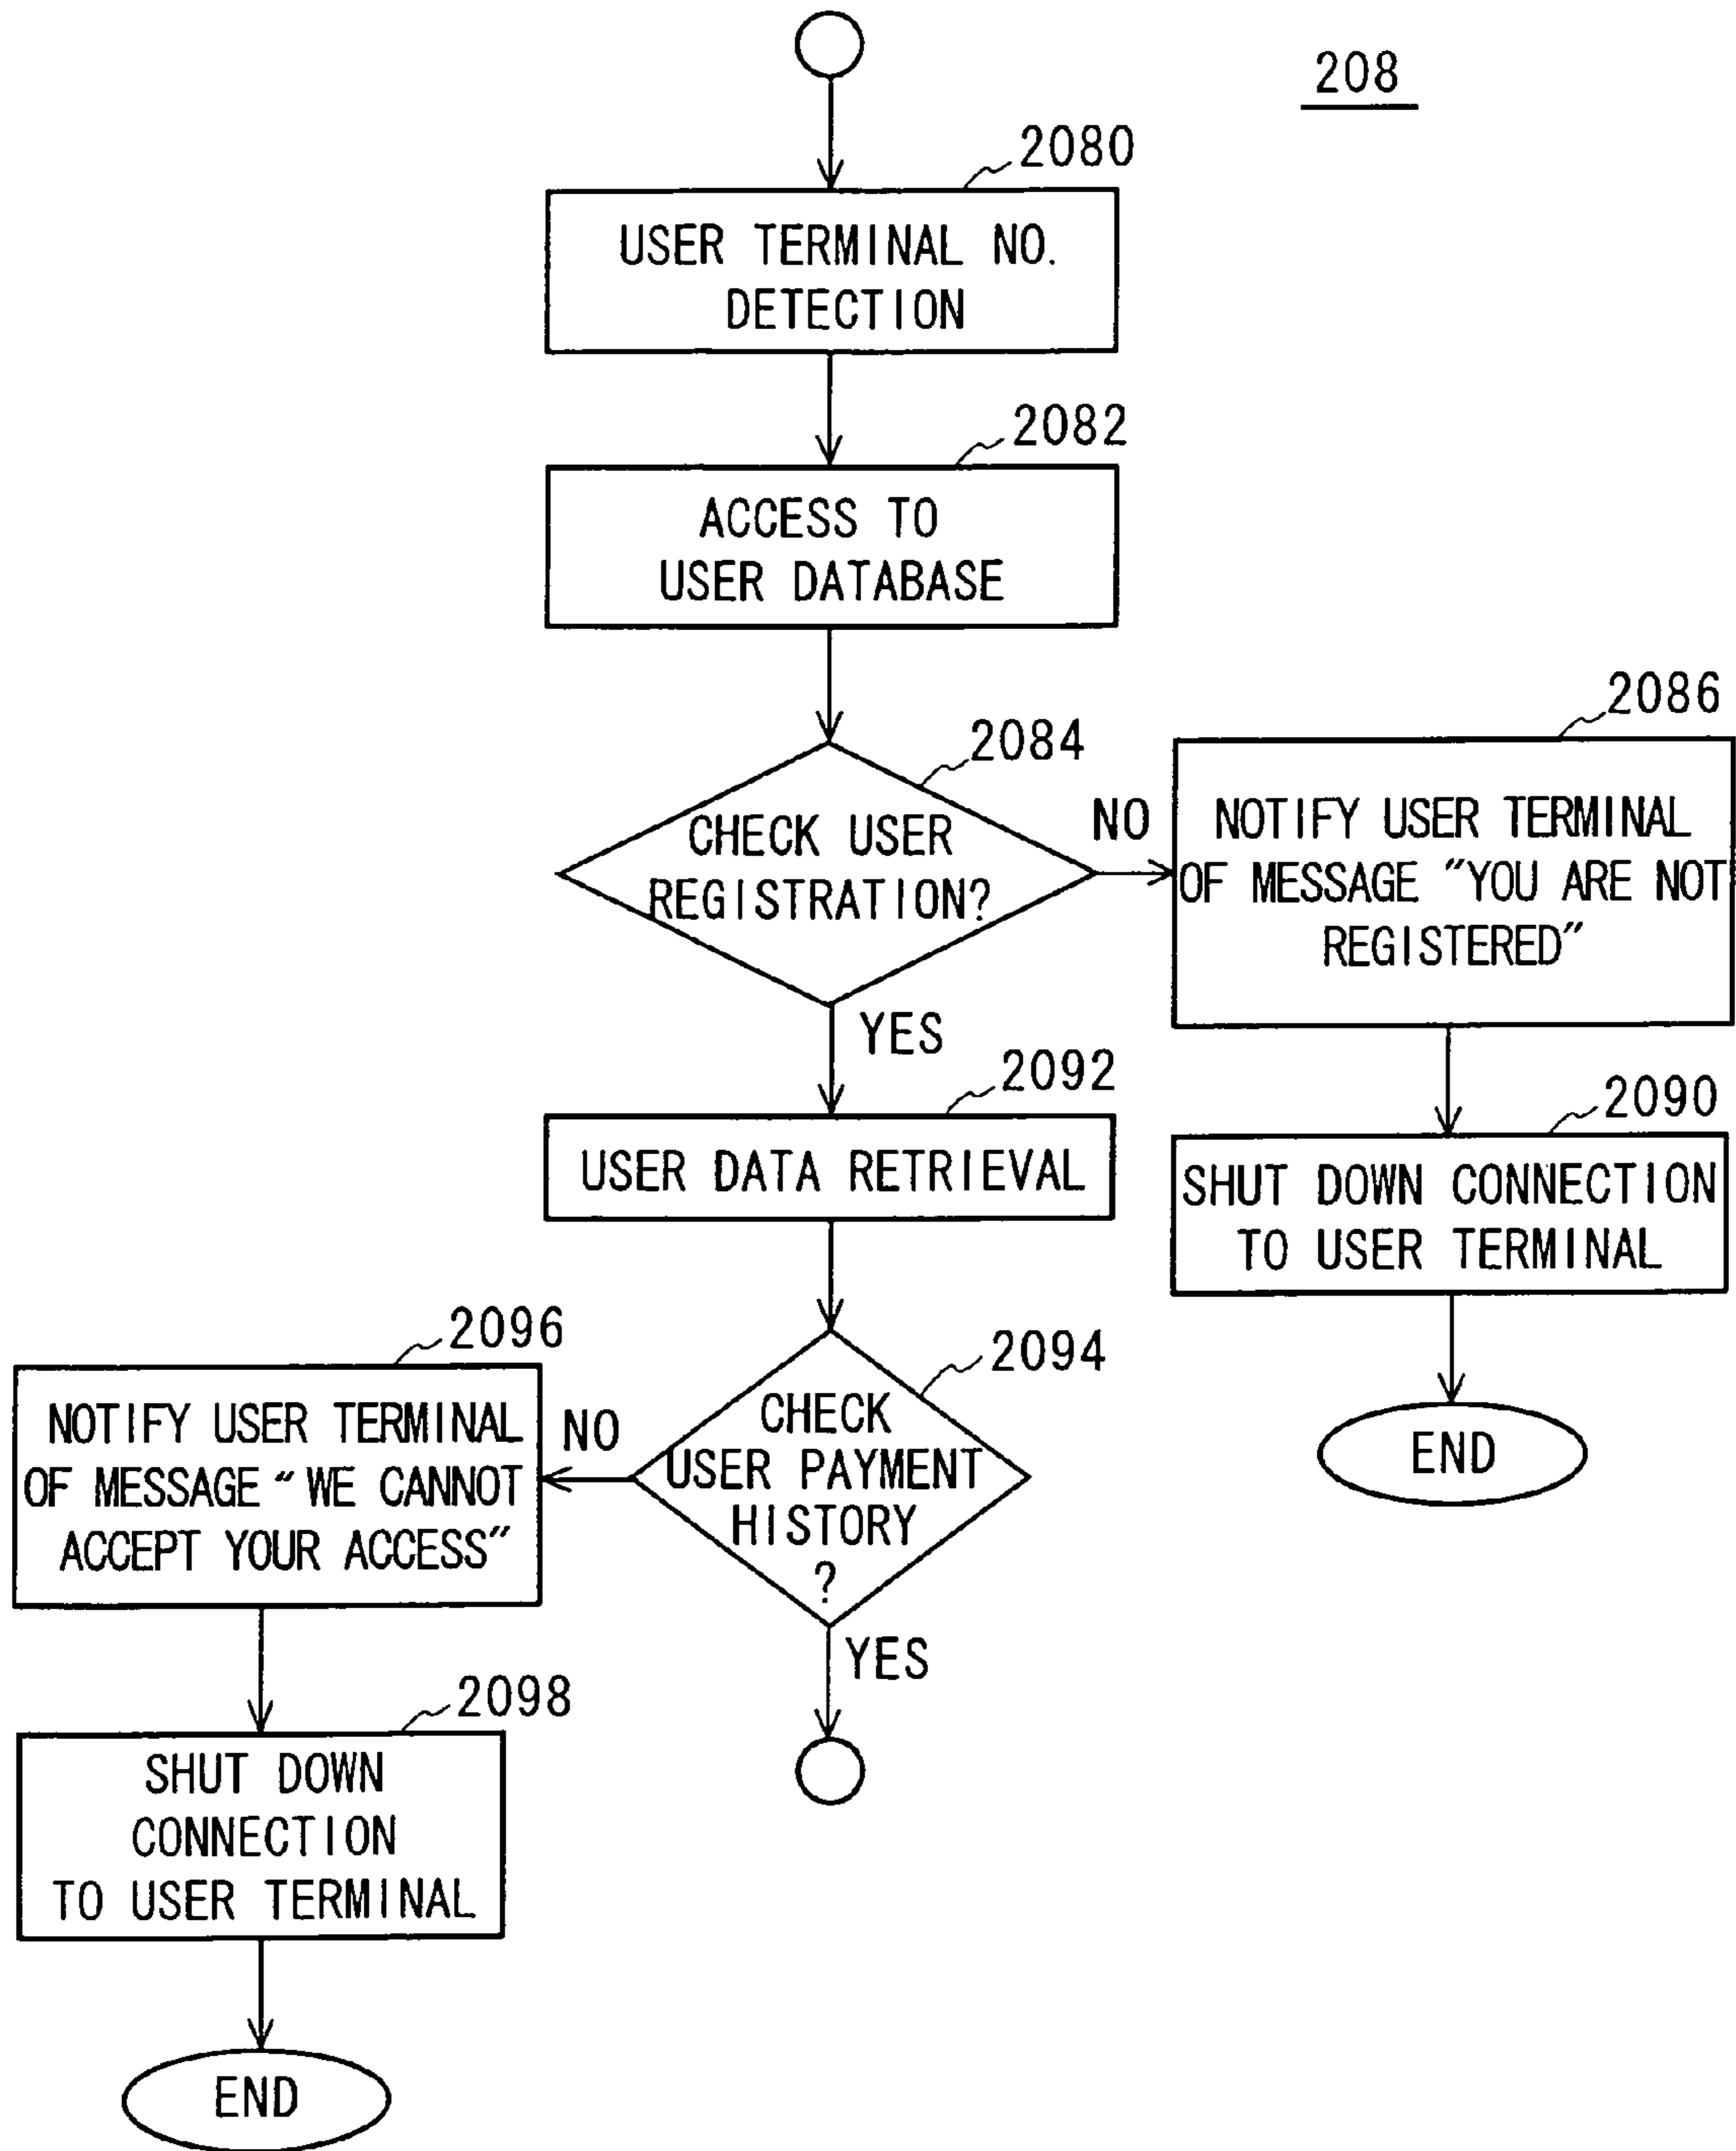 208
2080
USER TERMINAL NO.
DETECTION
2082
ACCESS TO
USER DATABASE
2084
CHECK USER
REGISTRATION?
NO
YES
2086
NOTIFY USER TERMINAL
OF MESSAGE "YOU ARE NOT
REGISTERED"
2090
SHUT DOWN CONNECTION
TO USER TERMINAL
END
2092
USER DATA RETRIEVAL
2094
CHECK
USER PAYMENT
HISTORY
?
NO
YES
2096
NOTIFY USER TERMINAL
OF MESSAGE "WE CANNOT
ACCEPT YOUR ACCESS"
2098
SHUT DOWN
CONNECTION
TO USER TERMINAL
END